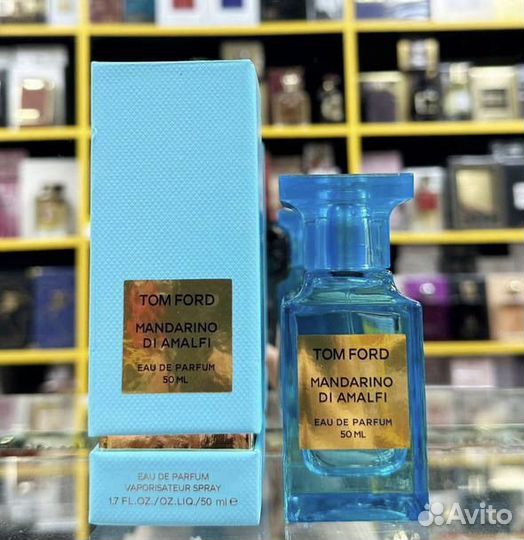 TOM FORD
MANDARINO
DI AMALFI
EAU DE PARFUM
50 ML
EAU DE PARFUM
VAPORISATEUR SPRAY
1.7 FL.OZ./OZ.LIQ./50 ml e
TOM FORD
MANDARINO
DI AMALFI
EAU DE PARFUM
50 ML
Avito